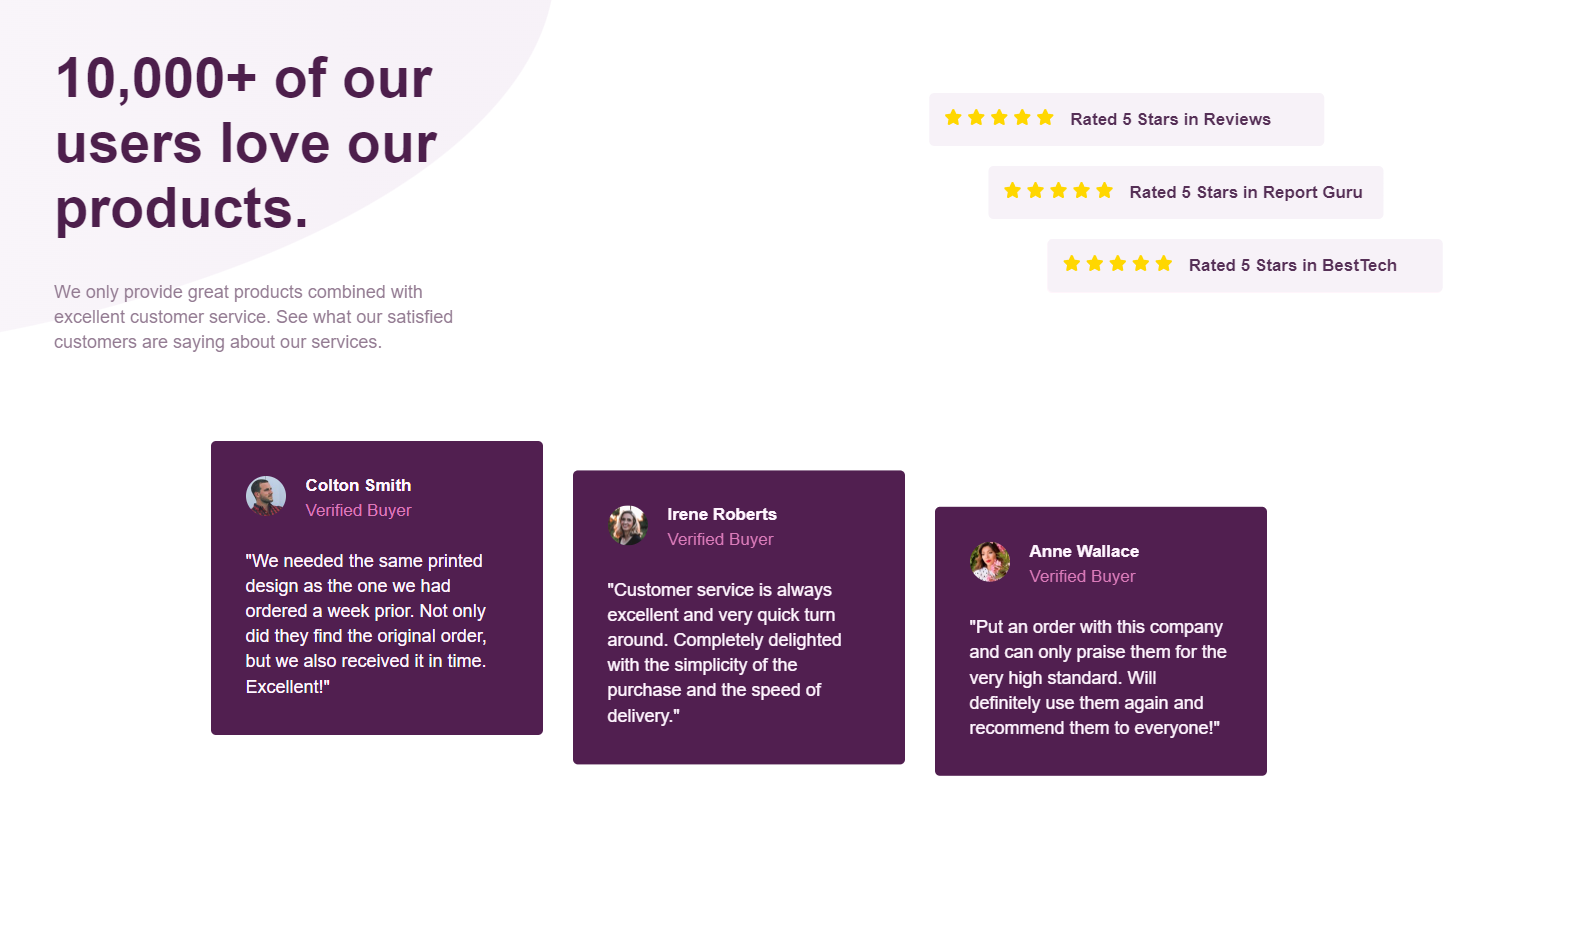 10,000+ of our
users love our
products.
We only provide great products combined with
excellent customer service. See what our satisfied
customers are saying about our services.
Rated 5 Stars in Reviews
Rated 5 Stars in Report Guru
Rated 5 Stars in BestTech
Colton Smith
Verified Buyer
"We needed the same printed
design as the one we had
ordered a week prior. Not only
did they find the original order,
but we also received it in time.
Excellent!"
Irene Roberts
Verified Buyer
"Customer service is always
excellent and very quick turn
around. Completely delighted
with the simplicity of the
purchase and the speed of
delivery."
Anne Wallace
Verified Buyer
"Put an order with this company
and can only praise them for the
very high standard. Will
definitely use them again and
recommend them to everyone!"